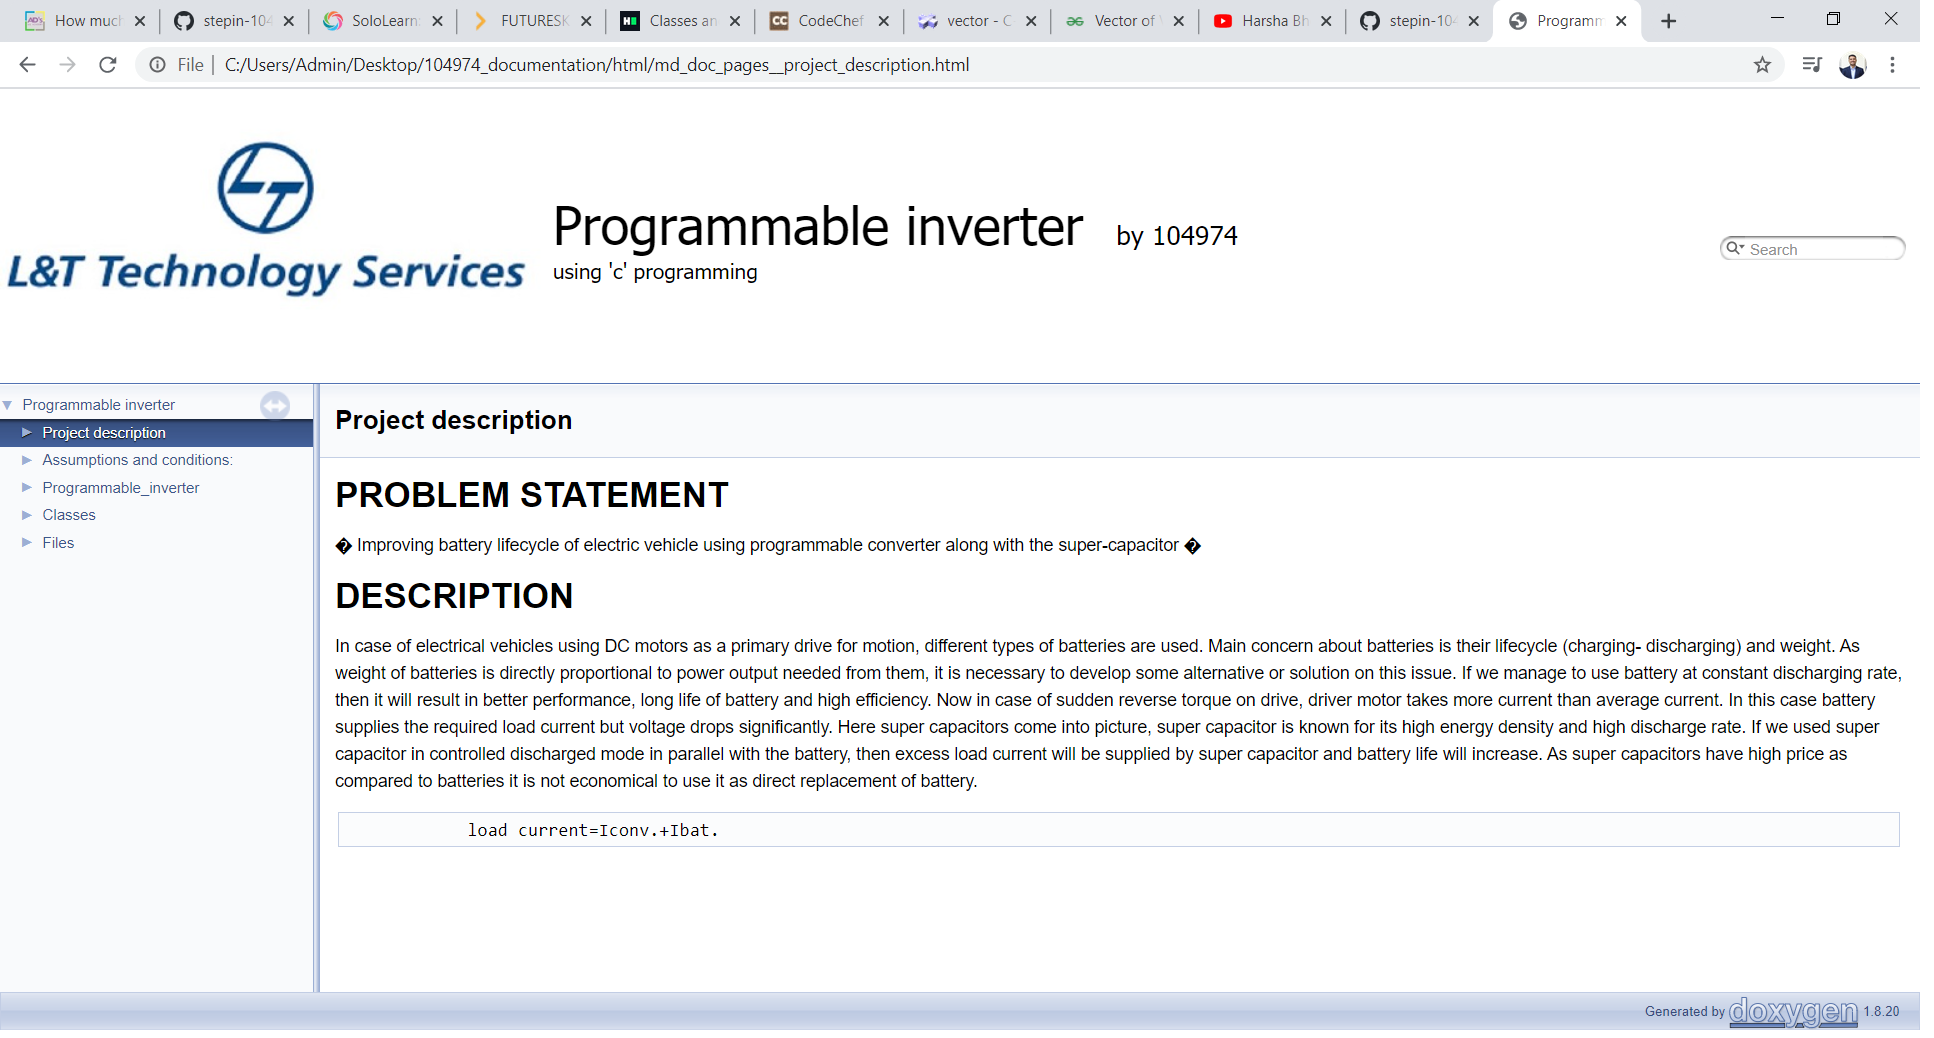 How much
stepin-104
SoloLearn
FUTURESK
Classes an
CodeChef
vector - C
Vector of
Harsha Bh
stepin-104
Programm
File | C:/Users/Admin/Desktop/104974_documentation/html/md_doc_pages__project_description.html
LT
L&T Technology Services
Programmable inverter by 104974
using 'c' programming
Search
Programmable inverter
Project description
Assumptions and conditions:
Programmable_inverter
Classes
Files
Project description
PROBLEM STATEMENT
� Improving battery lifecycle of electric vehicle using programmable converter along with the super-capacitor �
DESCRIPTION
In case of electrical vehicles using DC motors as a primary drive for motion, different types of batteries are used. Main concern about batteries is their lifecycle (charging- discharging) and weight. As
weight of batteries is directly proportional to power output needed from them, it is necessary to develop some alternative or solution on this issue. If we manage to use battery at constant discharging rate,
then it will result in better performance, long life of battery and high efficiency. Now in case of sudden reverse torque on drive, driver motor takes more current than average current. In this case battery
supplies the required load current but voltage drops significantly. Here super capacitors come into picture, super capacitor is known for its high energy density and high discharge rate. If we used super
capacitor in controlled discharged mode in parallel with the battery, then excess load current will be supplied by super capacitor and battery life will increase. As super capacitors have high price as
compared to batteries it is not economical to use it as direct replacement of battery.
load current=Iconv.+Ibat.
Generated by doxygen 1.8.20